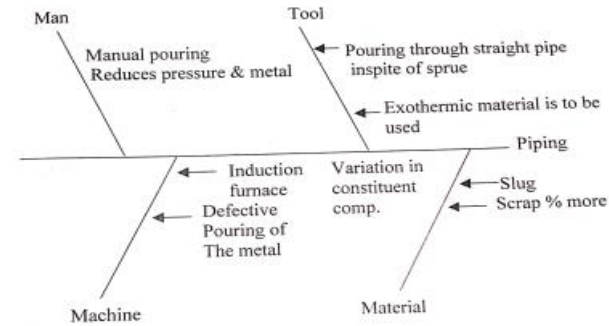 Man
Tool
Manual pouring
Reduces pressure & metal
Pouring through straight pipe
inspite of sprue
Exothermic material is to be
used
Piping
Induction
furnace
Defective
Pouring of
The metal
Variation in
constituent
comp.
Slug
Scrap % more
Machine
Material